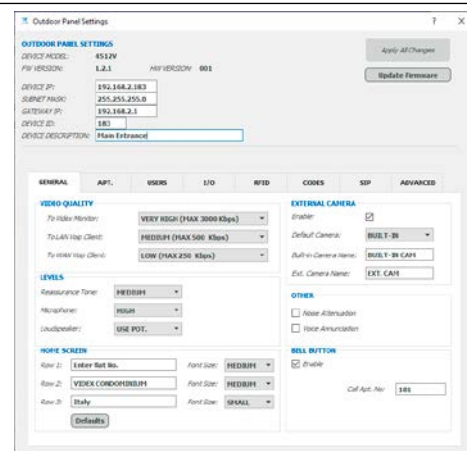 Outdoor Panel Settings ? X
OUTDOOR PANEL SETTINGS
DEVICE MODEL: 4512V
FW VERSION: 1.2.1 HW VERSION: 001
Apply All Changes
Update Firmware
DEVICE IP: 192.168.2.183
SUBNET MASK: 255.255.255.0
GATEWAY IP: 192.168.2.1
DEVICE ID: 183
DEVICE DESCRIPTION: Main Entrance
GENERAL APT. USERS I/O RFID CODES SIP ADVANCED
VIDEO QUALITY
To Videx Monitor: VERY HIGH (MAX 3000 Kbps)
To LAN Voip Client: MEDIUM (MAX 500 Kbps)
To WAN Voip Client: LOW (MAX 250 Kbps)
LEVELS
Reassurance Tone: MEDIUM
Microphone: HIGH
Loudspeaker: USE POT.
HOME SCREEN
Row 1: Enter flat No. Font Size: MEDIUM
Row 2: VIDEX CONDOMINIUM Font Size: MEDIUM
Row 3: Italy Font Size: SMALL
Defaults
EXTERNAL CAMERA
Enable:
Default Camera: BUILT-IN
Built-in Camera Name: BUILT-IN CAM
Ext. Camera Name: EXT. CAM
OTHER
Noise Attenuation
Voice Annunciation
BELL BUTTON
Enable
Call Apt. No: 101